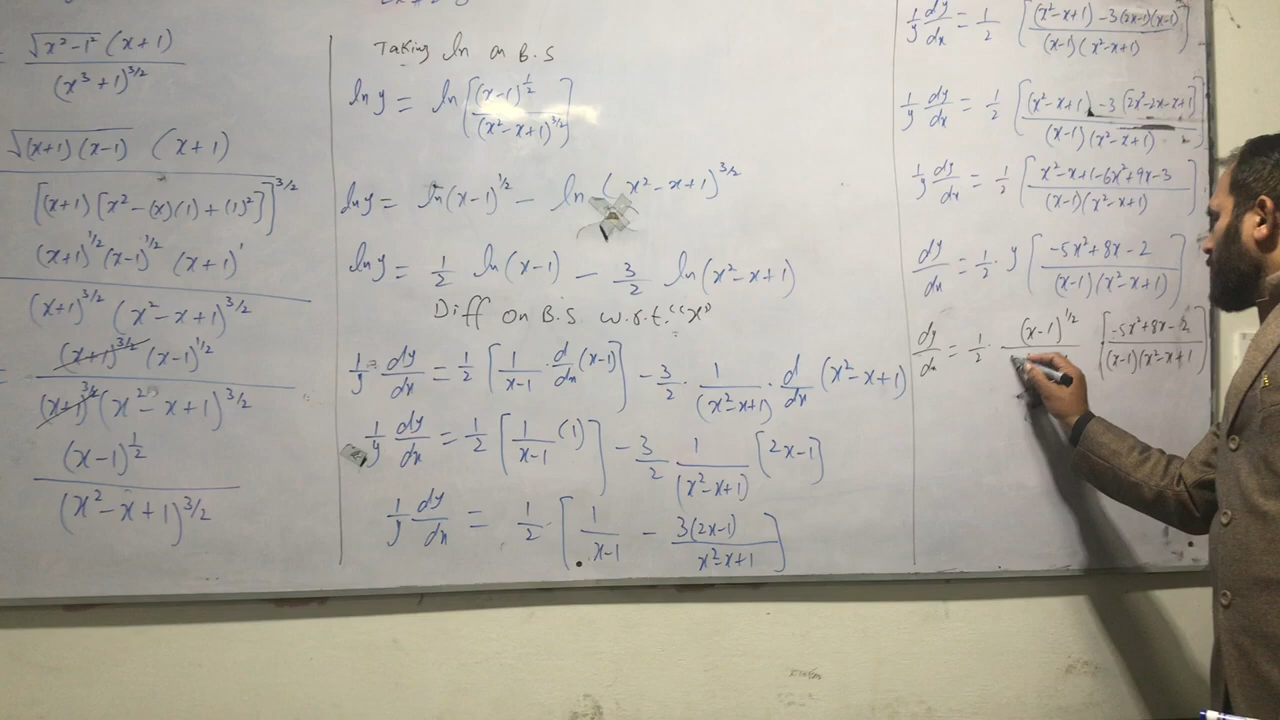 = √(x²-1²) (x+1) / (x³+1)^3/2
√((x+1)(x-1)) (x+1) / [(x+1)[x²-(x)(1)+(1)²]]^3/2
(x+1)^1/2 (x-1)^1/2 (x+1)^1 / (x+1)^3/2 (x²-x+1)^3/2
= (x+1)^3/2 (x-1)^1/2 / (x+1)^3/2 (x²-x+1)^3/2
(x-1)^1/2 / (x²-x+1)^3/2
Taking ln on B.S
ln y = ln[(x-1)^1/2 / (x²-x+1)^3/2]
ln y = ln(x-1)^1/2 - ln(x²-x+1)^3/2
ln y = 1/2 ln(x-1) - 3/2 ln(x²-x+1)
Diff on B.S w.r.t. "x"
1/y dy/dx = 1/2 [1/(x-1) · d/dx (x-1)] - 3/2 · 1/(x²-x+1) · d/dx (x²-x+1)
1/y dy/dx = 1/2 [1/(x-1) (1)] - 3/2 1/(x²-x+1) [2x-1]
1/y dy/dx = 1/2 · [1/(x-1) - 3(2x-1)/(x²-x+1)]
1/y dy/dx = 1/2 [(x²-x+1) - 3(2x-1)(x-1) / (x-1)(x²-x+1)]
1/y dy/dx = 1/2 [(x²-x+1) - 3[2x²-2x-x+1] / (x-1)(x²-x+1)]
1/y dy/dx = 1/2 [x²-x+1-6x²+9x-3 / (x-1)(x²-x+1)]
dy/dx = 1/2 · y [-5x²+8x-2 / (x-1)(x²-x+1)]
dy/dx = 1/2 · (x-1)^1/2 / [-5x²+8x-2 / (x-1)(x²-x+1]